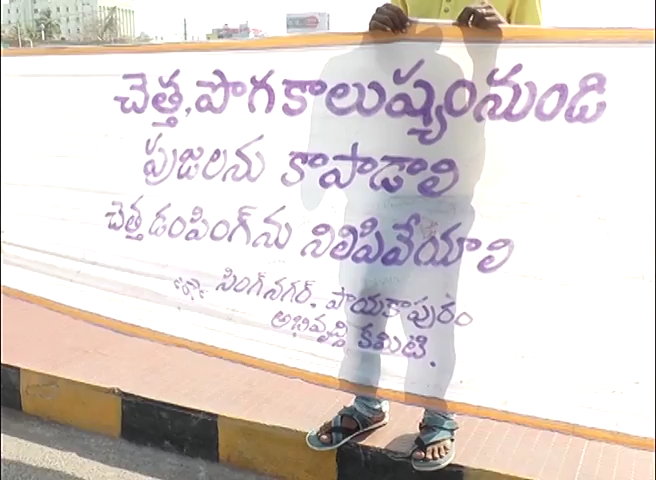 చెత్త, పొగ కాలుష్యంనుండి
ప్రజలను కాపాడాలి
చెత్త డంపింగ్‌ను నిలిపివేయాలి
సింగ్‌నగర్, పాయకాపురం
అభివృద్ధి కమిటి.